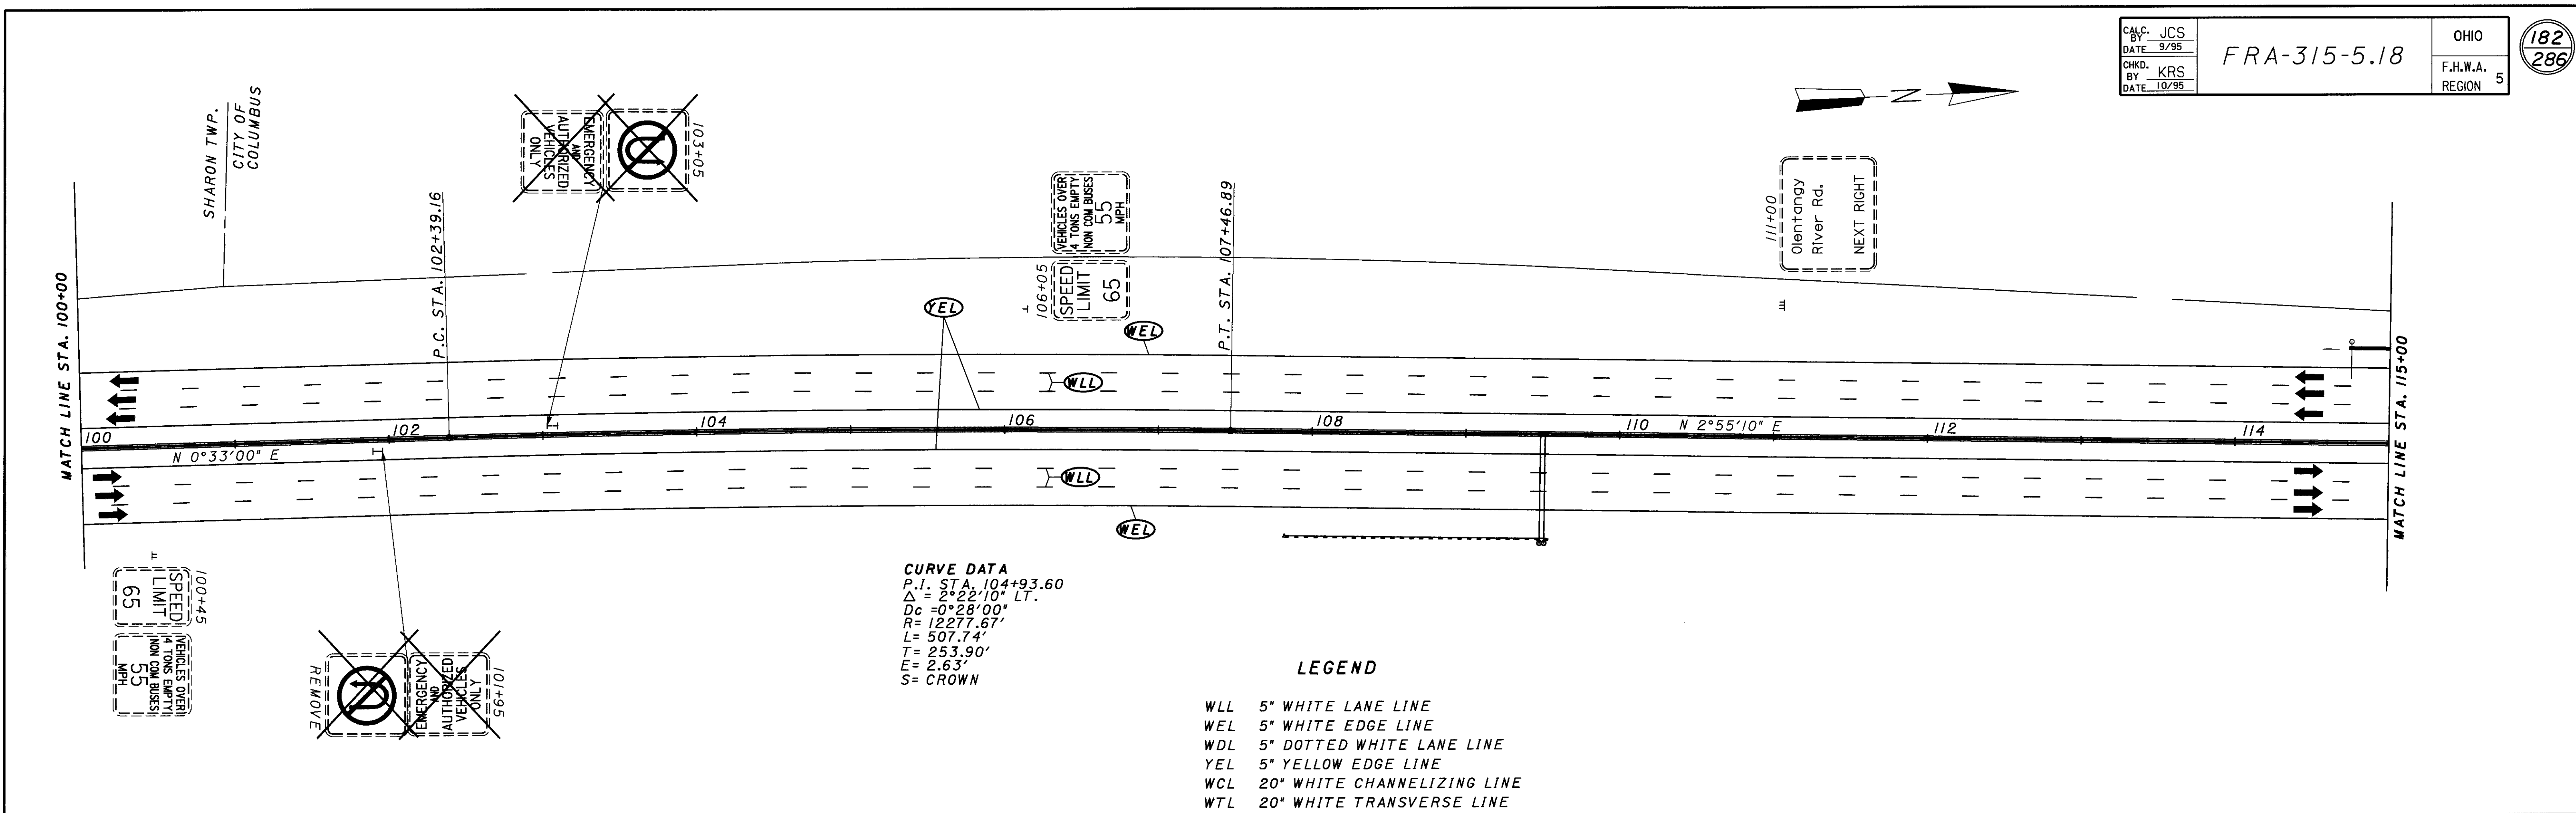 CALC. BY JCS
DATE 9/95
CHKD. BY KRS
DATE 10/95
FRA-315-5.18
OHIO
F.H.W.A. REGION 5
182
286
N
SHARON TWP.
CITY OF
COLUMBUS
EMERGENCY
AND
AUTHORIZED
VEHICLES
ONLY
103+05
P.C. STA. 102+39.16
VEHICLES OVER
4 TONS EMPTY
NON COM BUSES
55
MPH
106+05
SPEED
LIMIT
65
P.T. STA. 107+46.89
111+00
Olentangy
River Rd.
NEXT RIGHT
MATCH LINE STA. 100+00
MATCH LINE STA. 115+00
YEL
WEL
WLL
100
102
104
106
108
110
N 2°55'10" E
112
114
N 0°33'00" E
WLL
WEL
100+45
SPEED
LIMIT
65
VEHICLES OVER
4 TONS EMPTY
NON COM BUSES
55
MPH
REMOVE
EMERGENCY
AND
AUTHORIZED
VEHICLES
ONLY
101+95
CURVE DATA
P.I. STA. 104+93.60
Δ = 2°22'10" LT.
Dc =0°28'00"
R= 12277.67'
L= 507.74'
T= 253.90'
E= 2.63'
S= CROWN
LEGEND
WLL 5" WHITE LANE LINE
WEL 5" WHITE EDGE LINE
WDL 5" DOTTED WHITE LANE LINE
YEL 5" YELLOW EDGE LINE
WCL 20" WHITE CHANNELIZING LINE
WTL 20" WHITE TRANSVERSE LINE